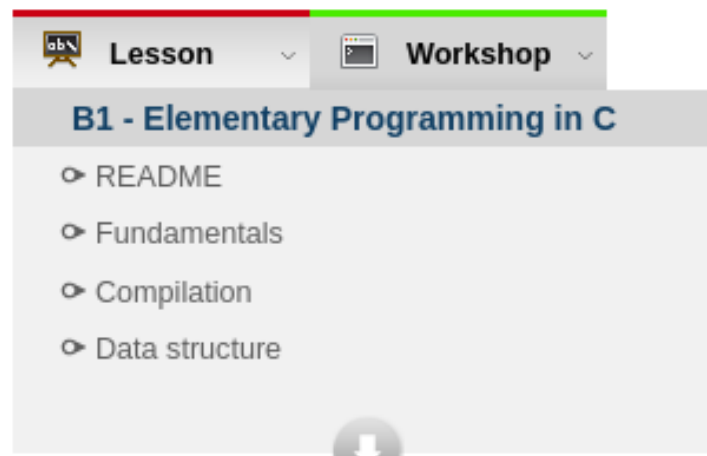 Lesson Workshop
B1 - Elementary Programming in C
README
Fundamentals
Compilation
Data structure